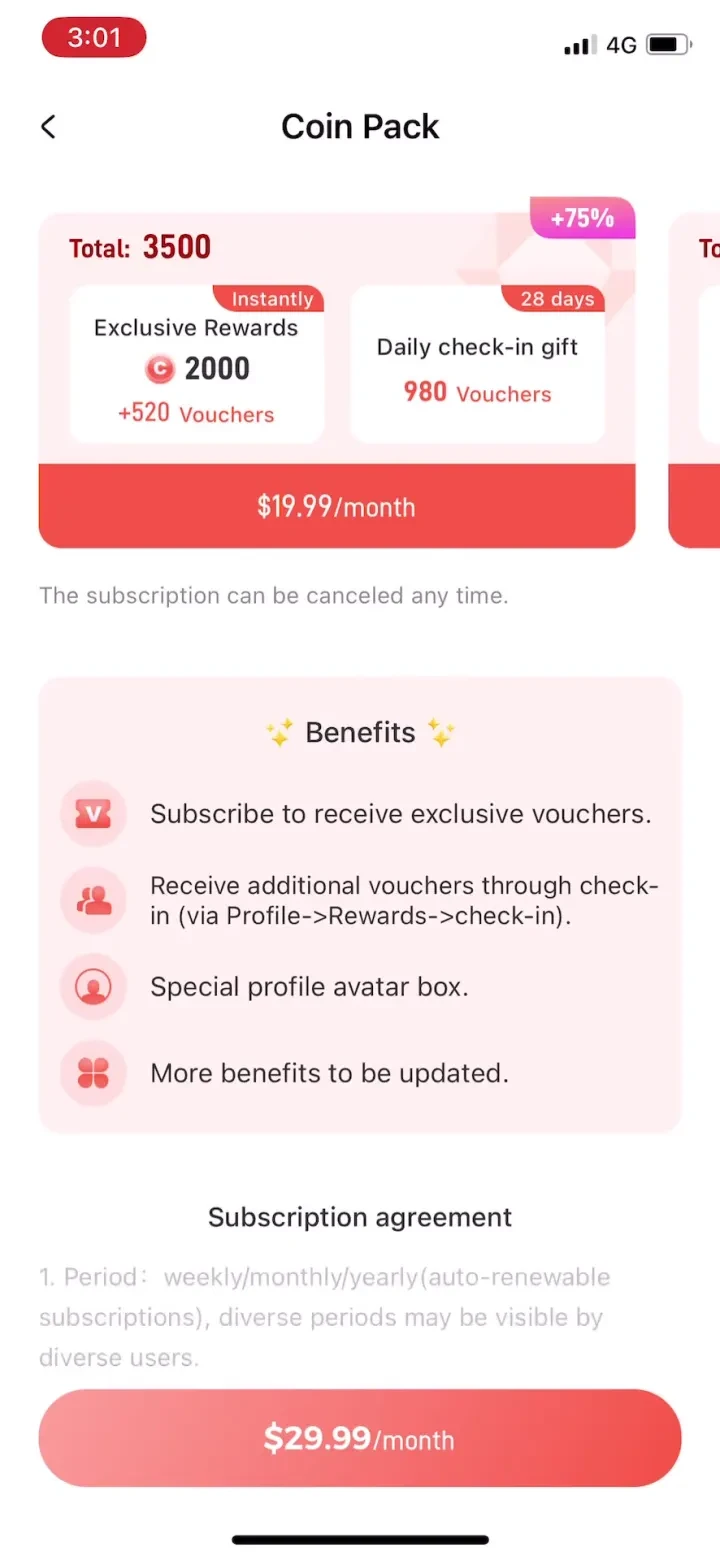 3:01
4G
Coin Pack
+75%
Total: 3500
To
Instantly
28 days
Exclusive Rewards
C 2000
+520 Vouchers
Daily check-in gift
980 Vouchers
$19.99/month
The subscription can be canceled any time.
✨ Benefits ✨
V
Subscribe to receive exclusive vouchers.
Receive additional vouchers through check-
in (via Profile->Rewards->check-in).
Special profile avatar box.
More benefits to be updated.
Subscription agreement
1. Period： weekly/monthly/yearly(auto-renewable
subscriptions), diverse periods may be visible by
diverse users.
$29.99/month